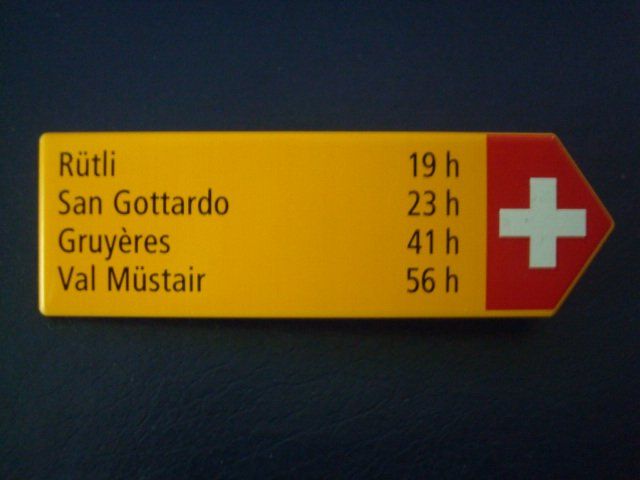 Rütli 19 h
San Gottardo 23 h
Gruyères 41 h
Val Müstair 56 h